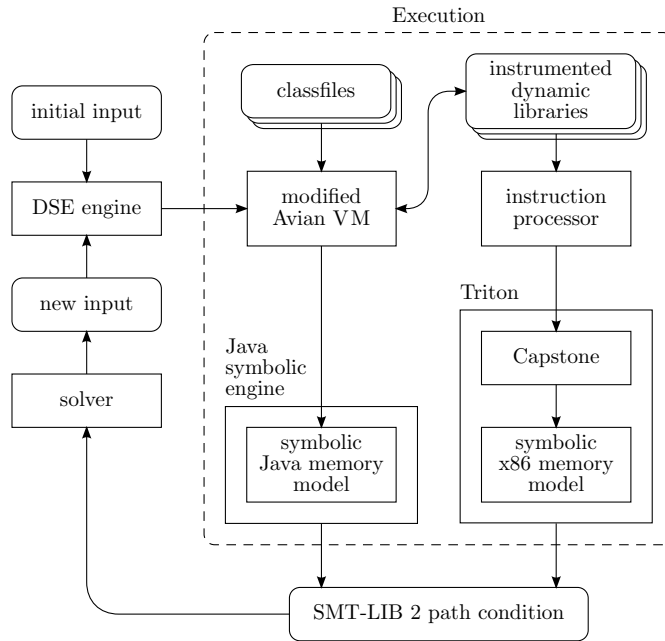 Execution
initial input
classfiles
instrumented
dynamic
libraries
DSE engine
modified
Avian VM
instruction
processor
new input
Triton
Java
symbolic
engine
Capstone
solver
symbolic
Java memory
model
symbolic
x86 memory
model
SMT-LIB 2 path condition